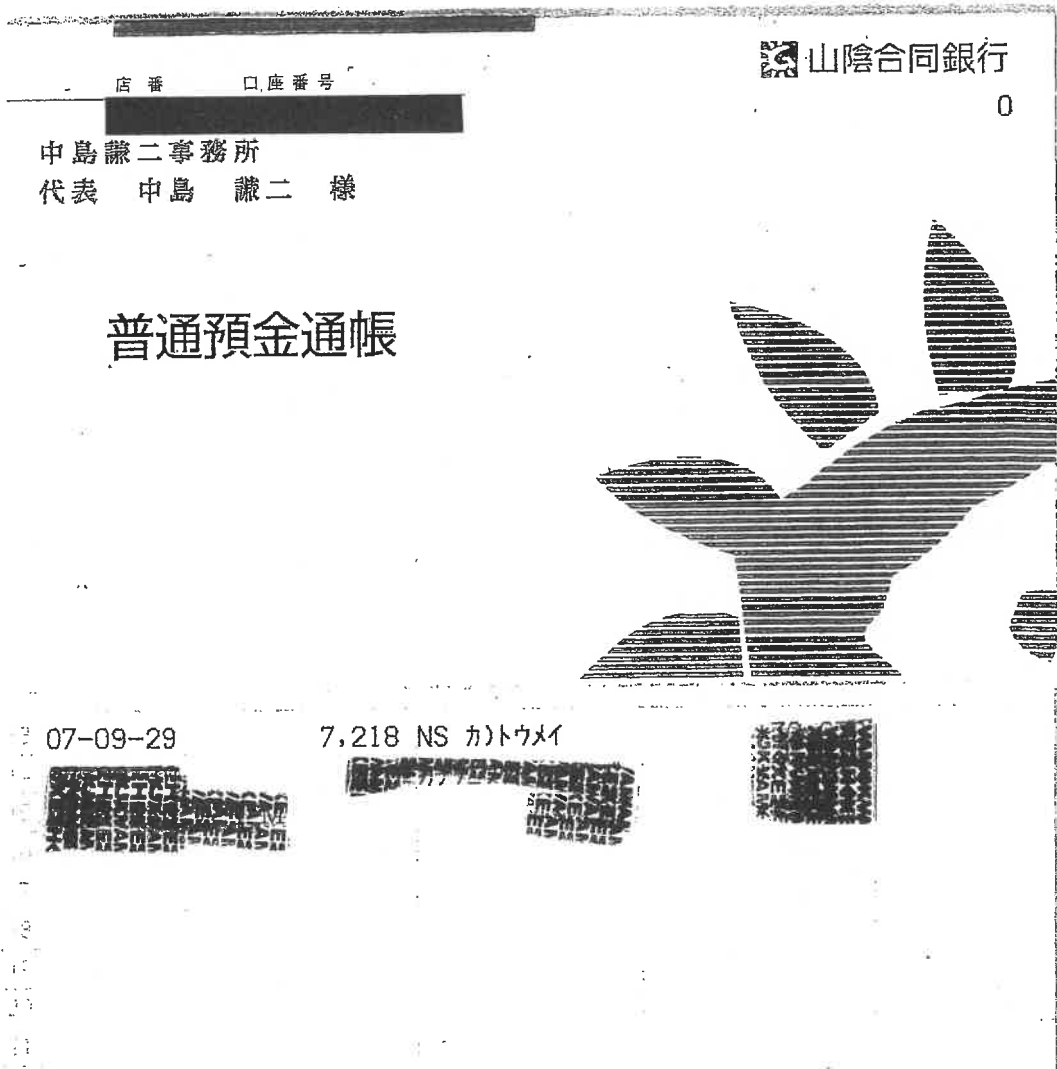 山陰合同銀行
店番 口座番号
0
中島謙二事務所
代表 中島 謙二 様
普通預金通帳
07-09-29 7,218 NS カ)トウメイ